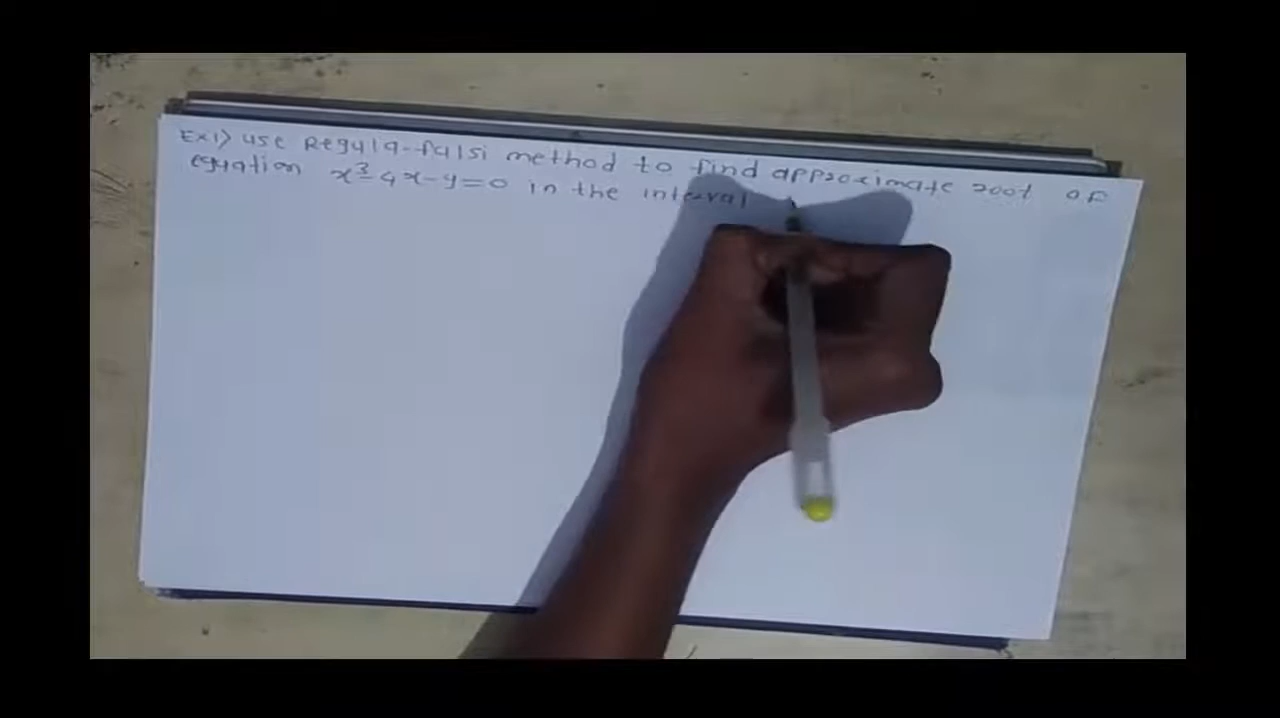 Ex1) use Regula-falsi method to find approximate root of
equation x³-4x-9=0 in the interval